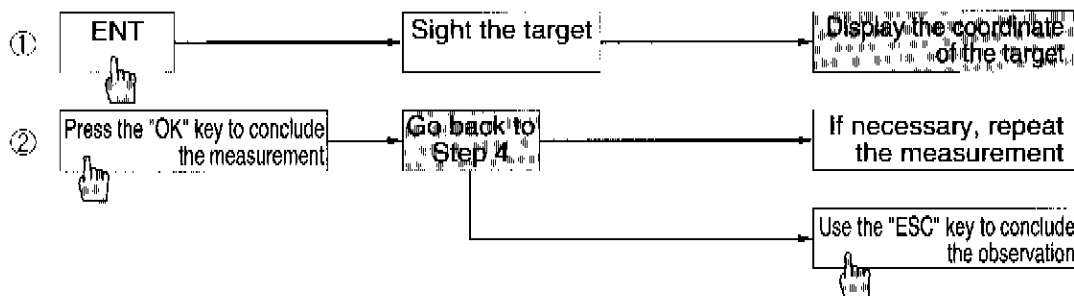 ① ENT
Sight the target
Display the coordinate
of the target
② Press the "OK" key to conclude
the measurement
Go back to
Step 4
If necessary, repeat
the measurement
Use the "ESC" key to conclude
the observation